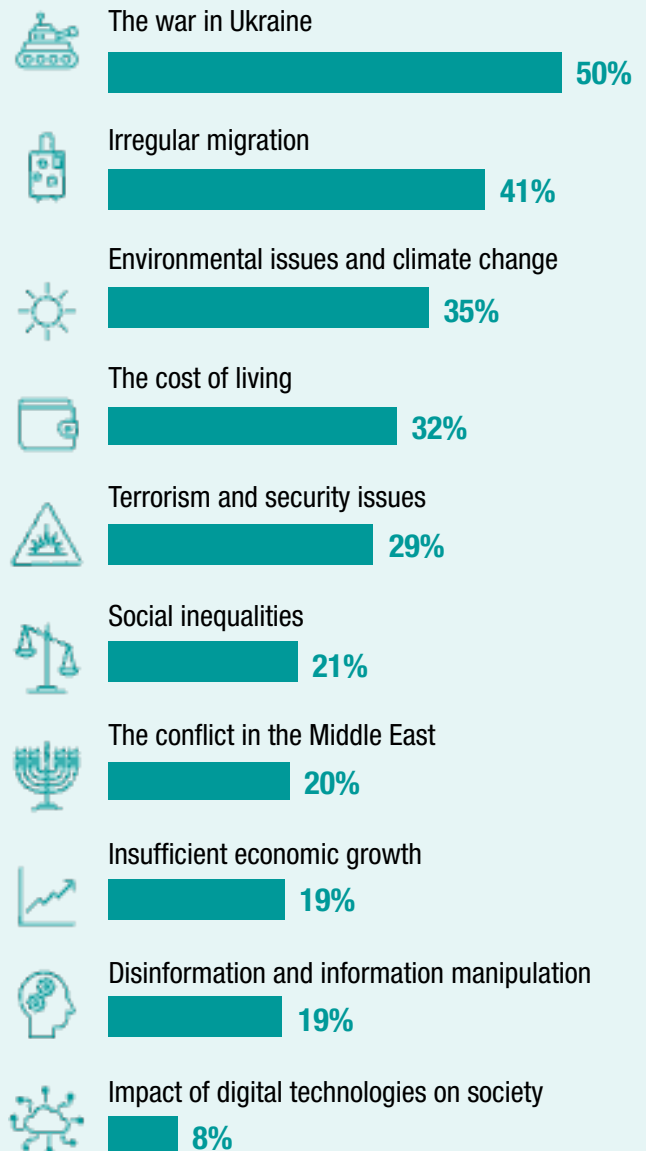 The war in Ukraine
50%
Irregular migration
41%
Environmental issues and climate change
35%
The cost of living
32%
Terrorism and security issues
29%
Social inequalities
21%
The conflict in the Middle East
20%
Insufficient economic growth
19%
Disinformation and information manipulation
19%
Impact of digital technologies on society
8%